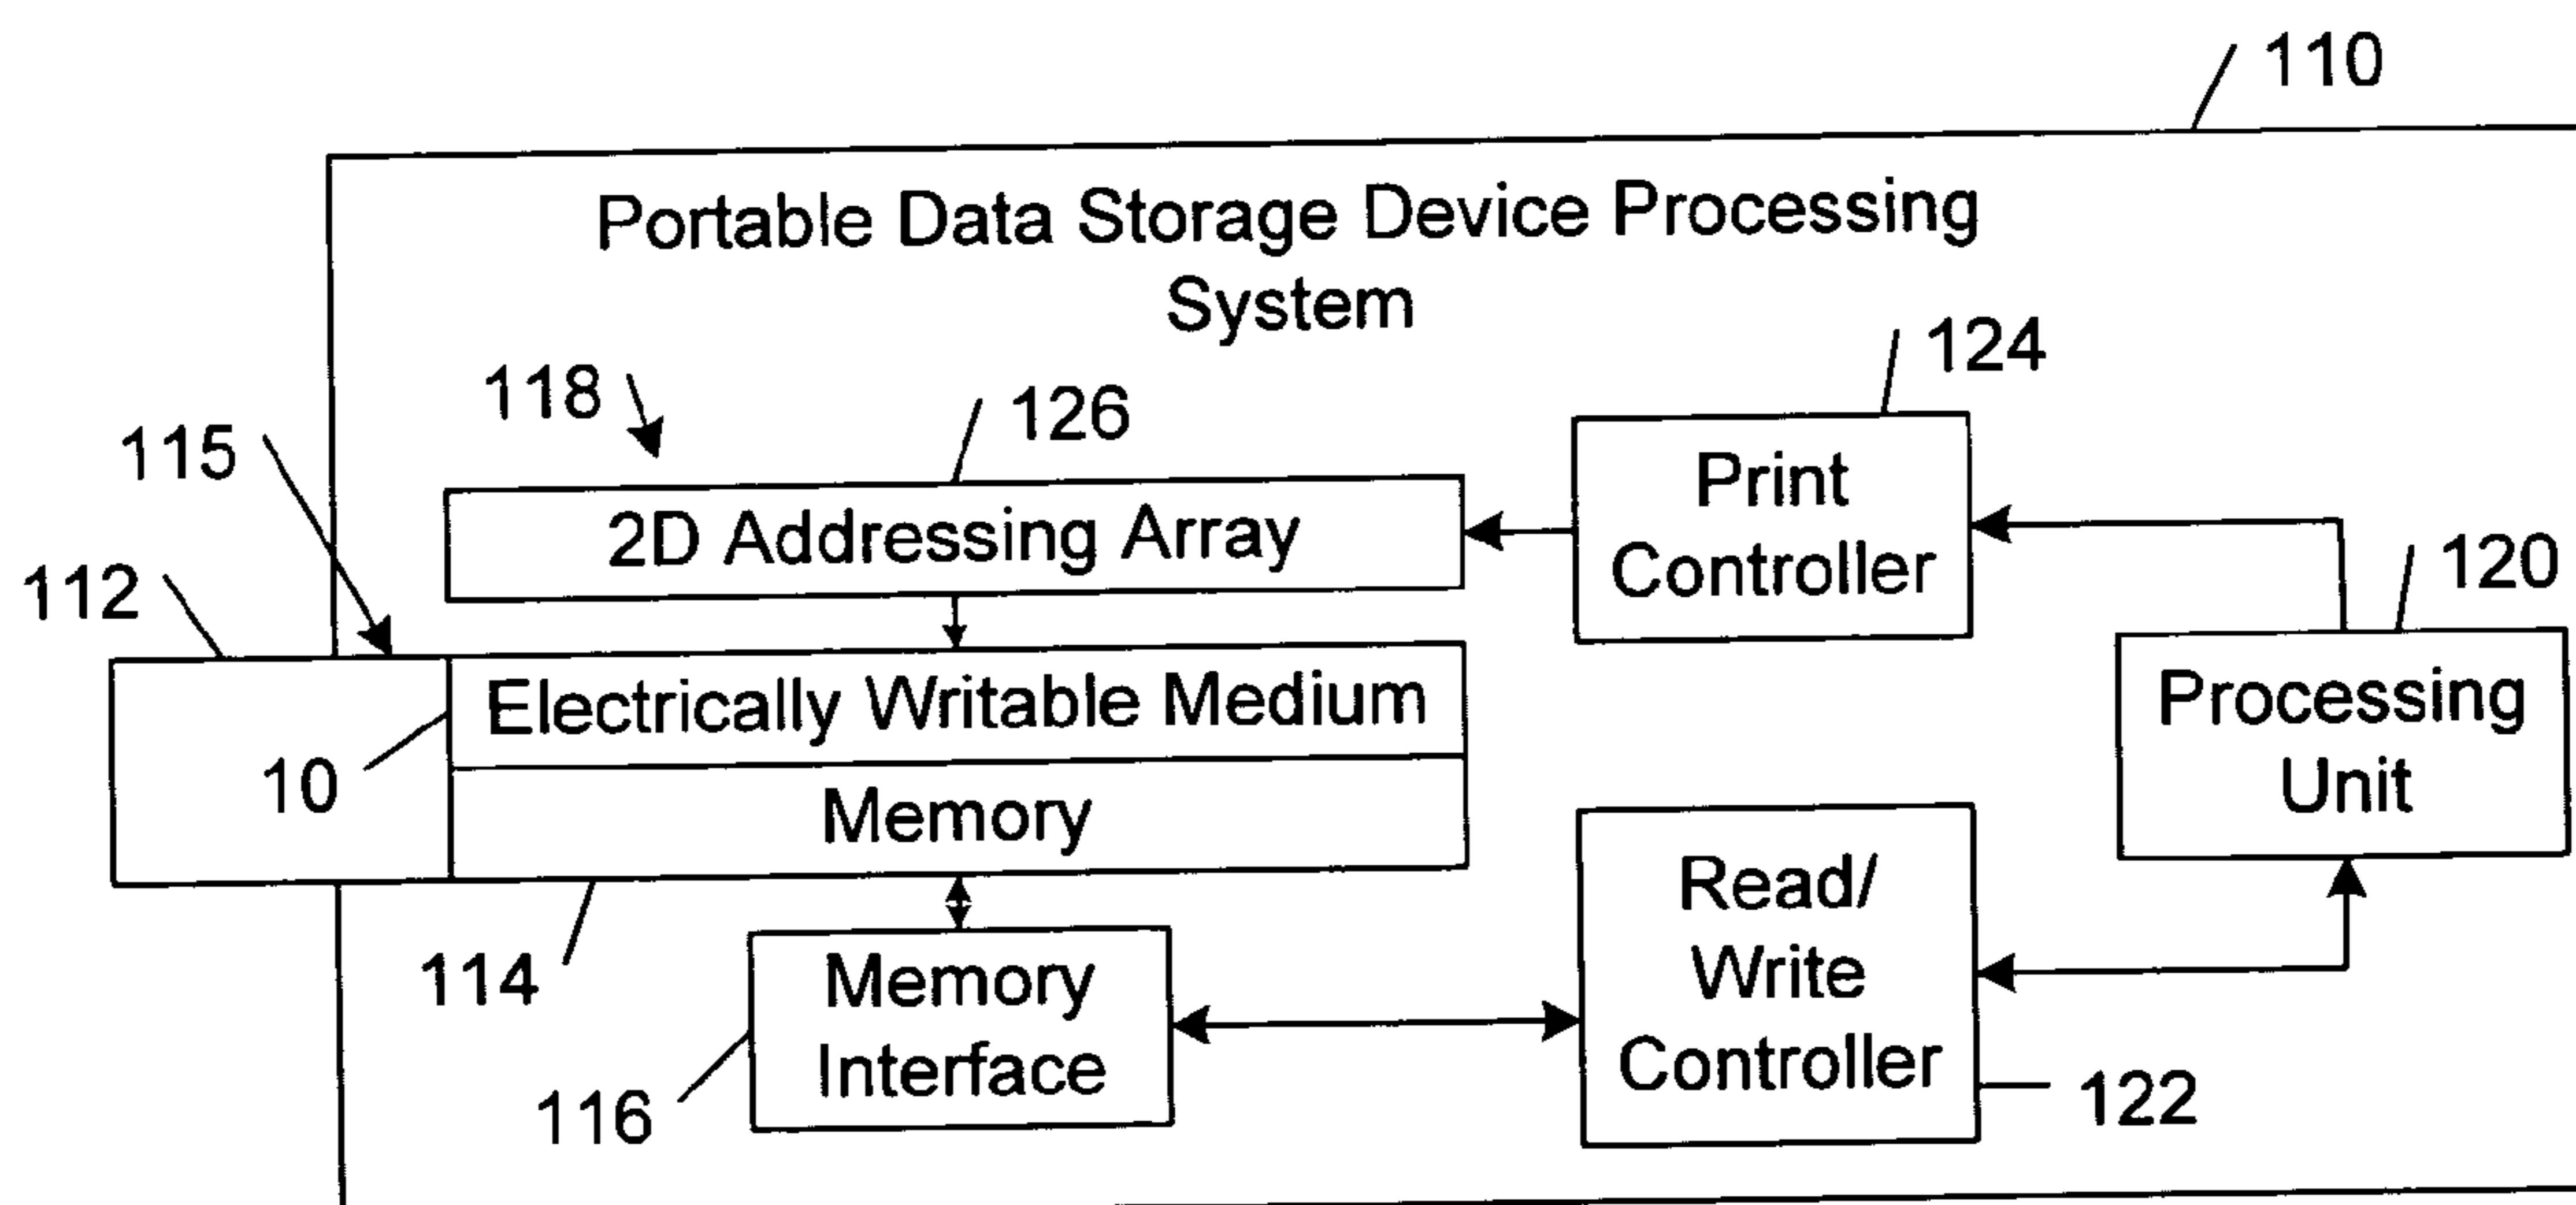 110
Portable Data Storage Device Processing
System
124
118
126
115
Print
Controller
2D Addressing Array
120
112
Electrically Writable Medium
Processing
Unit
10
Memory
Read/
Write
Controller
114
Memory
Interface
116
122